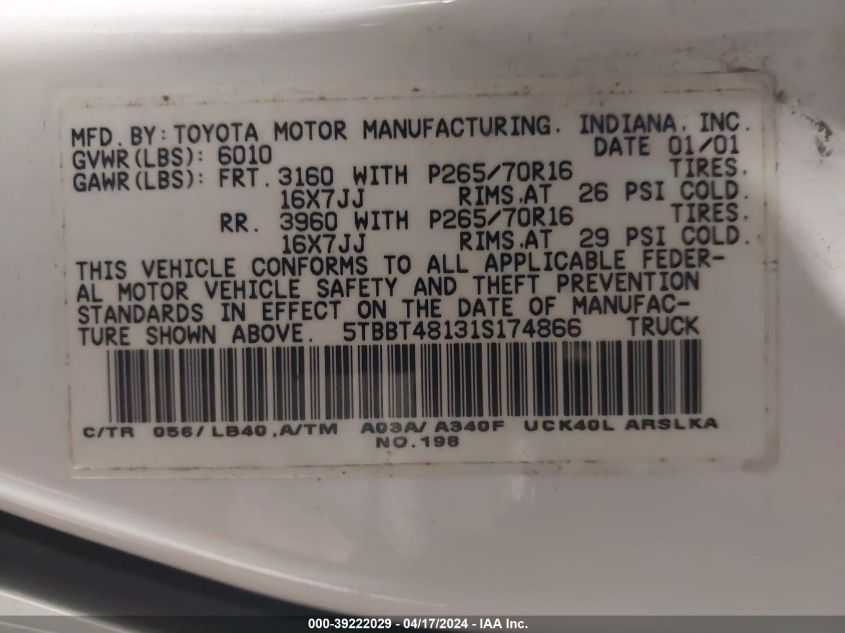 MFD. BY: TOYOTA MOTOR MANUFACTURING, INDIANA, INC.
GVWR(LBS): 6010 DATE 01/01
GAWR(LBS): FRT. 3160 WITH P265/70R16 TIRES.
16X7JJ RIMS.AT 26 PSI COLD.
RR. 3960 WITH P265/70R16 TIRES.
16X7JJ RIMS.AT 29 PSI COLD.
THIS VEHICLE CONFORMS TO ALL APPLICABLE FEDER-
AL MOTOR VEHICLE SAFETY AND THEFT PREVENTION
STANDARDS IN EFFECT ON THE DATE OF MANUFAC-
TURE SHOWN ABOVE. 5TBBT48131S174866 TRUCK
C/TR 056/LB40,A/TM A03A/A340F UCK40L ARSLKA
NO.198
000-39222029 - 04/17/2024 - IAA Inc.